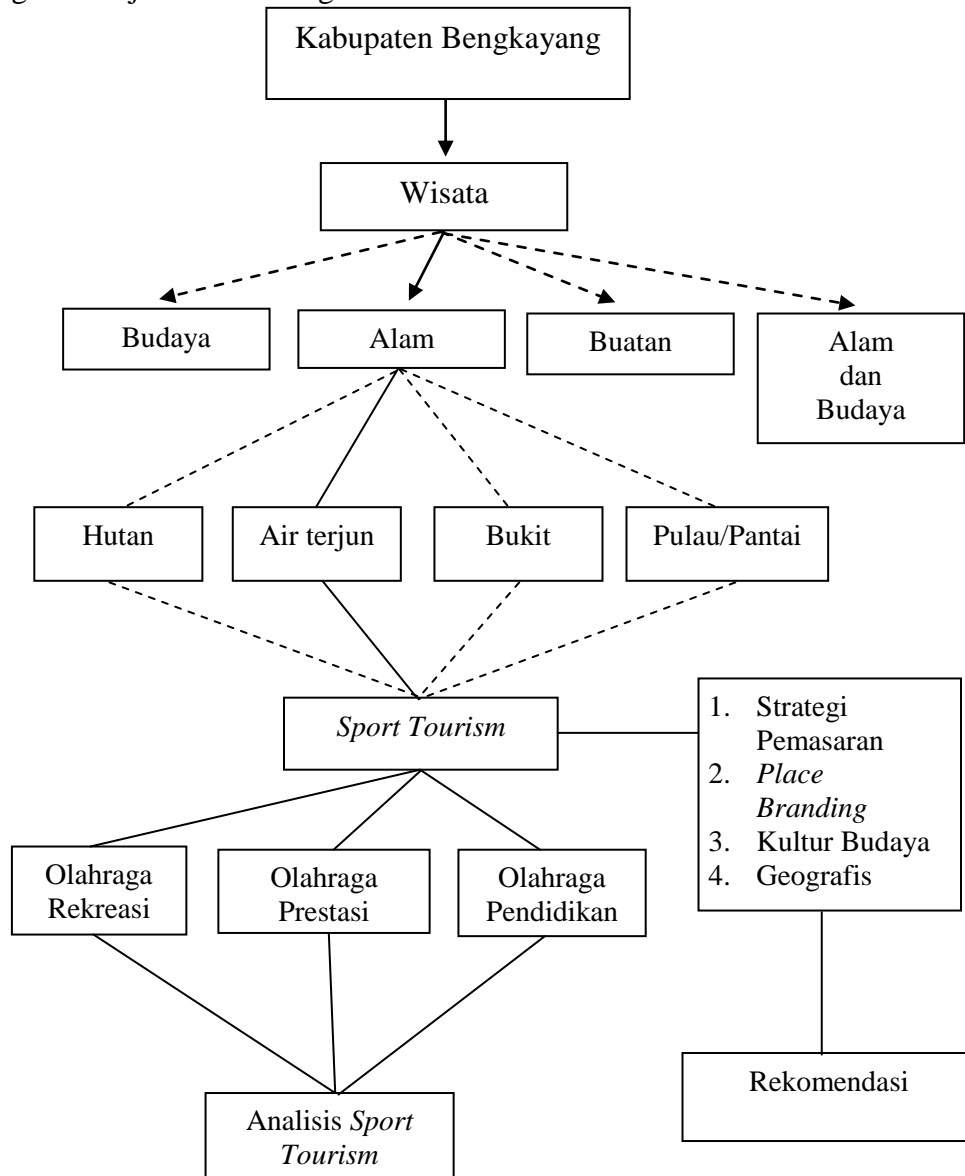 Kabupaten Bengkayang
Wisata
Budaya
Alam
Buatan
Alam
dan
Budaya
Hutan
Air terjun
Bukit
Pulau/Pantai
Sport Tourism
1. Strategi
Pemasaran
2. Place
Branding
3. Kultur Budaya
4. Geografis
Olahraga
Rekreasi
Olahraga
Prestasi
Olahraga
Pendidikan
Rekomendasi
Analisis Sport
Tourism